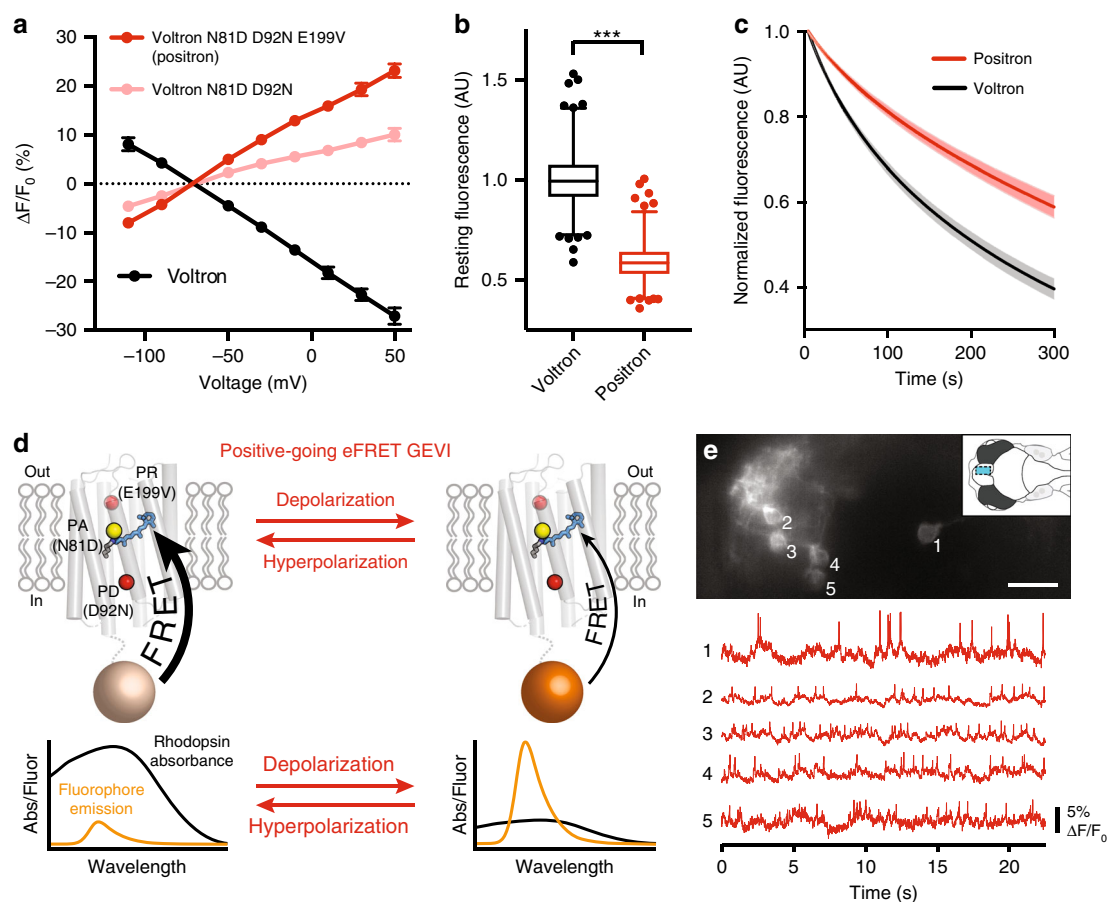 a
30
20
10
0
−10
−20
−30
ΔF/F0 (%)
−100
−50
0
50
Voltage (mV)
Voltron N81D D92N E199V
(positron)
Voltron N81D D92N
Voltron
b
***
1.5
1.0
0.5
Resting fluorescence (AU)
Voltron
Positron
c
1.0
0.8
0.6
0.4
Normalized fluorescence (AU)
0
100
200
300
Time (s)
Positron
Voltron
d
Positive-going eFRET GEVI
Out
In
PR
(E199V)
PA
(N81D)
PD
(D92N)
FRET
Depolarization
Hyperpolarization
Out
In
FRET
Abs/Fluor
Rhodopsin
absorbance
Fluorophore
emission
Wavelength
Depolarization
Hyperpolarization
Abs/Fluor
Wavelength
e
1
2
3
4
5
1
2
3
4
5
5%
ΔF/F0
0
5
10
15
20
Time (s)